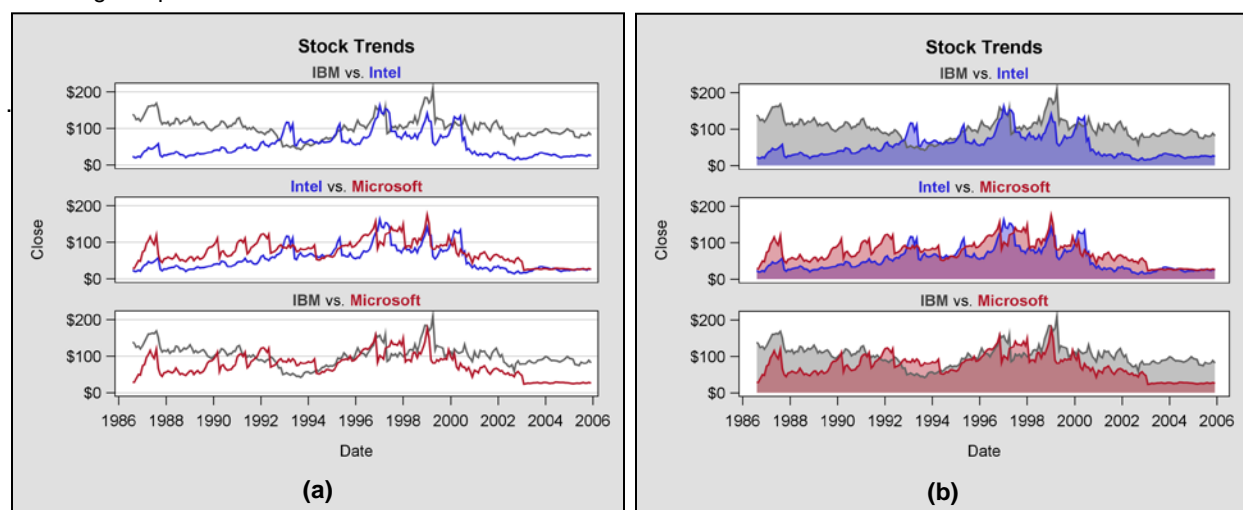 Stock Trends
IBM vs. Intel
$200
$100
$0
Intel vs. Microsoft
$200
$100
$0
Close
IBM vs. Microsoft
$200
$100
$0
1986 1988 1990 1992 1994 1996 1998 2000 2002 2004 2006
Date
(a)
Stock Trends
IBM vs. Intel
$200
$100
$0
Intel vs. Microsoft
$200
$100
$0
Close
IBM vs. Microsoft
$200
$100
$0
1986 1988 1990 1992 1994 1996 1998 2000 2002 2004 2006
Date
(b)